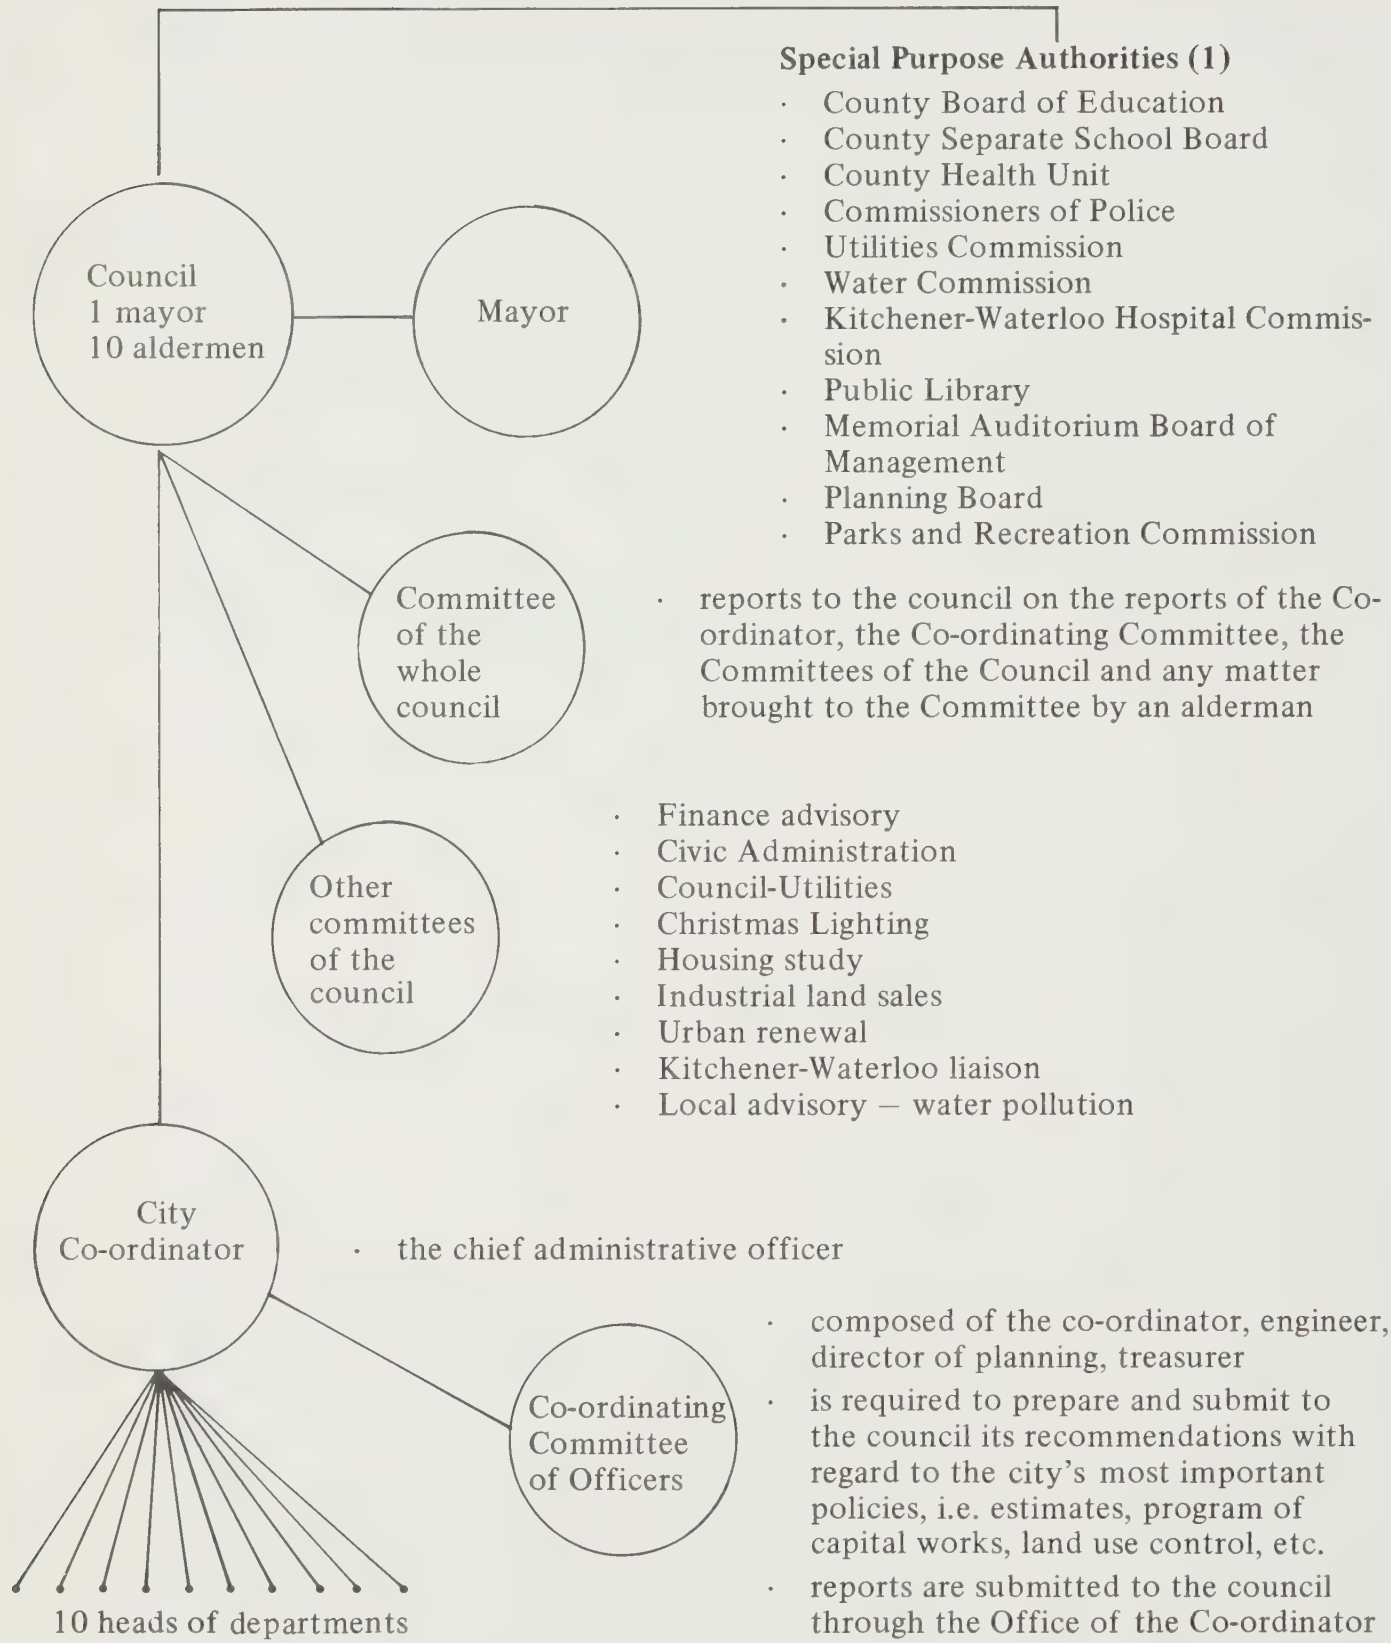 Special Purpose Authorities (1)
· County Board of Education
· County Separate School Board
· County Health Unit
· Commissioners of Police
· Utilities Commission
· Water Commission
· Kitchener-Waterloo Hospital Commis-
sion
· Public Library
· Memorial Auditorium Board of
Management
· Planning Board
· Parks and Recreation Commission
Council
1 mayor
10 aldermen
Mayor
Committee
of the
whole
council
· reports to the council on the reports of the Co-
ordinator, the Co-ordinating Committee, the
Committees of the Council and any matter
brought to the Committee by an alderman
Other
committees
of the
council
· Finance advisory
· Civic Administration
· Council-Utilities
· Christmas Lighting
· Housing study
· Industrial land sales
· Urban renewal
· Kitchener-Waterloo liaison
· Local advisory — water pollution
City
Co-ordinator
· the chief administrative officer
Co-ordinating
Committee
of Officers
· composed of the co-ordinator, engineer,
director of planning, treasurer
· is required to prepare and submit to
the council its recommendations with
regard to the city's most important
policies, i.e. estimates, program of
capital works, land use control, etc.
· reports are submitted to the council
through the Office of the Co-ordinator
10 heads of departments